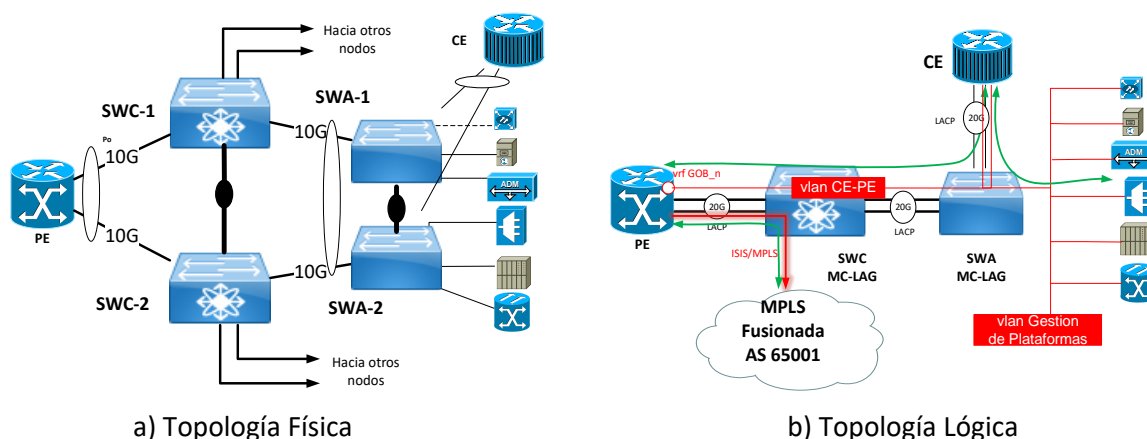 Hacia otros
nodos
CE
SWC-1
SWA-1
Po
10G
10G
ADM
PE
10G
10G
SWC-2
SWA-2
Hacia otros
nodos
a) Topología Física
CE
LACP
20G
vrf GOB_n
vlan CE-PE
ADM
PE
20G
LACP
20G
LACP
ISIS/MPLS
SWC
MC-LAG
SWA
MC-LAG
MPLS
Fusionada
AS 65001
vlan Gestion
de Plataformas
b) Topología Lógica